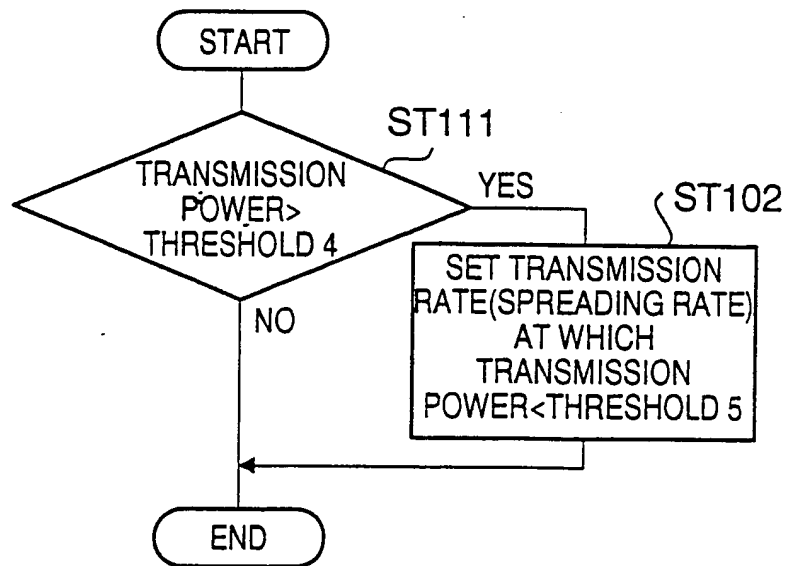 START
ST111
TRANSMISSION
POWER>
THRESHOLD 4
YES
ST102
SET TRANSMISSION
RATE(SPREADING RATE)
AT WHICH
TRANSMISSION
POWER<THRESHOLD 5
NO
END